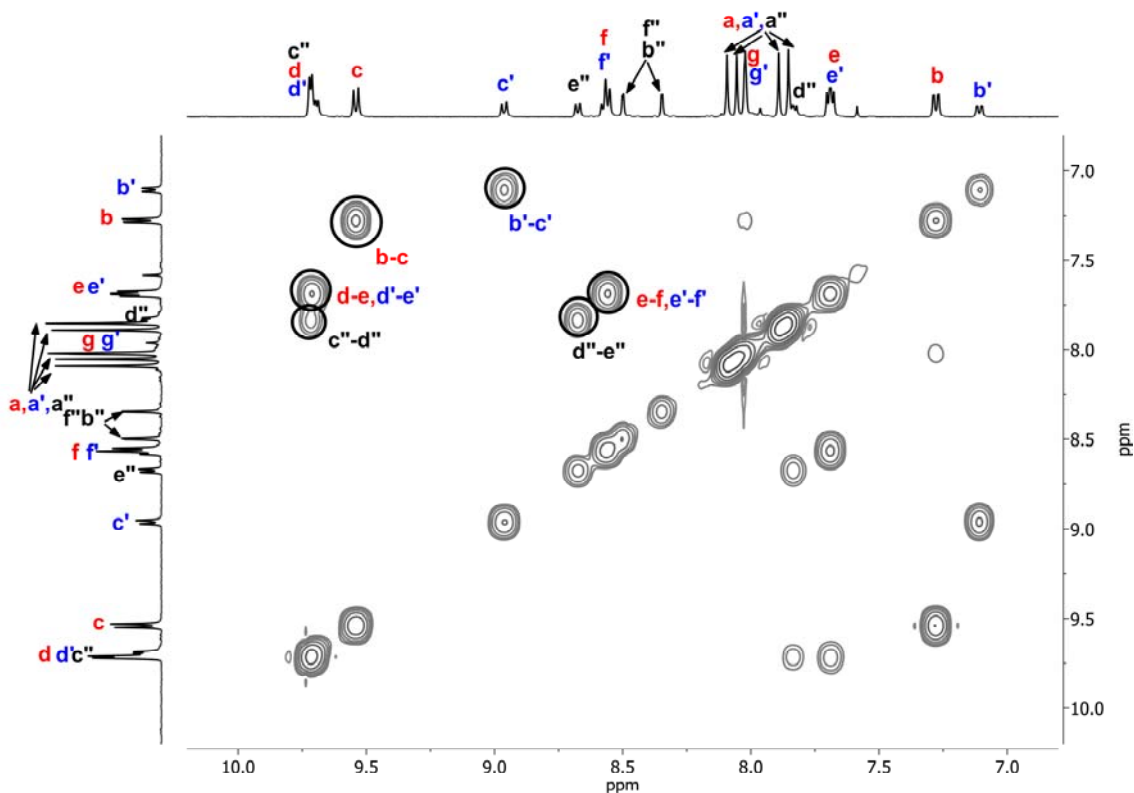 c" d d'
c
c'
e"
f f'
f" b"
a,a',a"
g g'
d"
e e'
b
b'
b'
b
e e'
d"
g g'
a,a',a"
f"b"
f f'
e"
c'
c
d d'c"
b'-c'
b-c
d-e,d'-e'
c"-d"
e-f,e'-f'
d"-e"
7.0
7.5
8.0
8.5
9.0
9.5
10.0
ppm
10.0 9.5 9.0 8.5 8.0 7.5 7.0
ppm